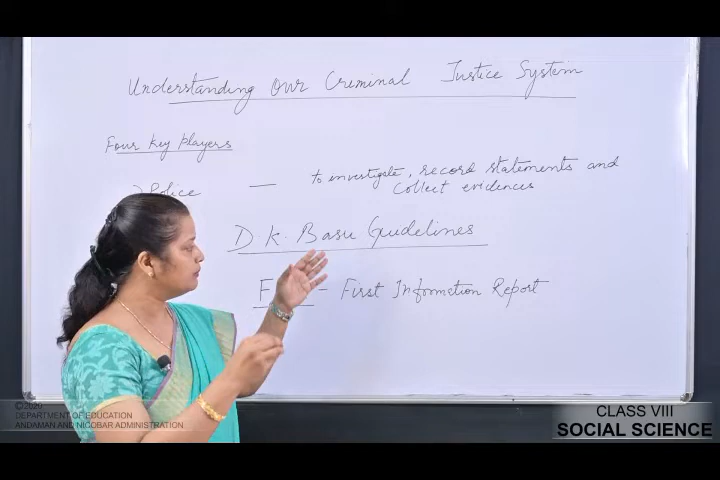 Understanding Our Criminal Justice System
Four Key Players
Police — to investigate, record statements and
collect evidences
D K. Basu Guidelines
F – First Information Report
©2020
DEPARTMENT OF EDUCATION
ANDAMAN AND NICOBAR ADMINISTRATION
CLASS VIII
SOCIAL SCIENCE